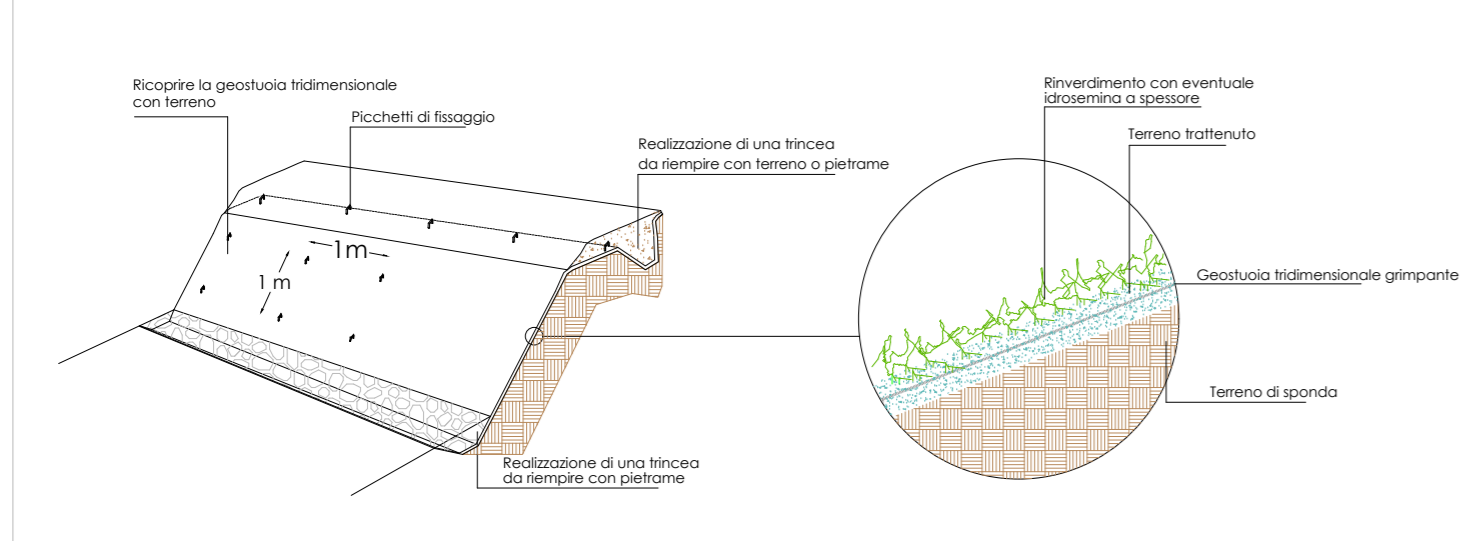 Ricoprire la geostuoia tridimensionale
con terreno
Picchetti di fissaggio
Realizzazione di una trincea
da riempire con terreno o pietrame
1m
1 m
Realizzazione di una trincea
da riempire con pietrame
Rinverdimento con eventuale
idrosemina a spessore
Terreno trattenuto
Geostuoia tridimensionale grimpante
Terreno di sponda